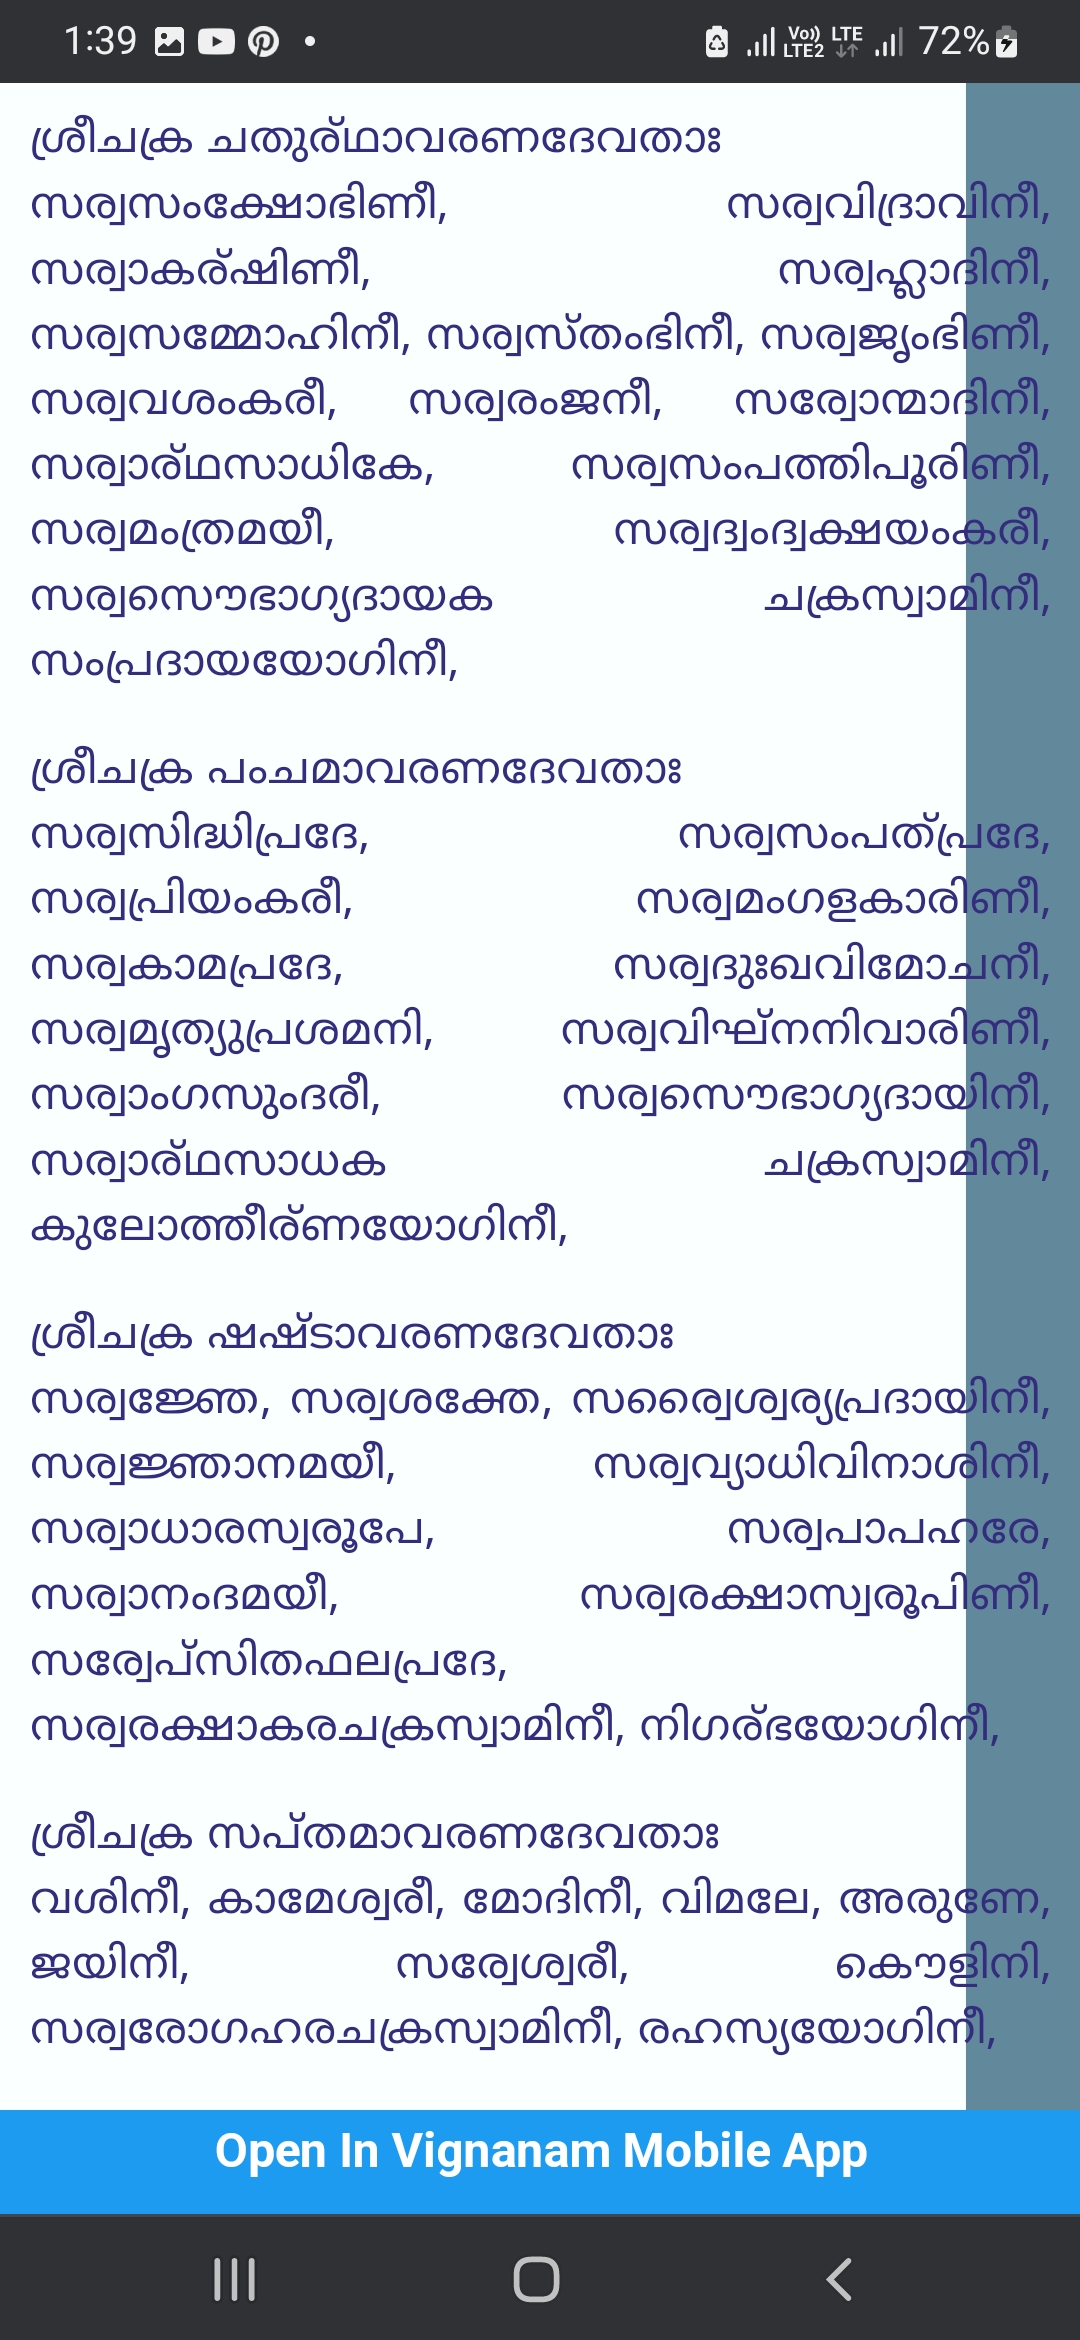 1:39 Vo)) LTE2 LTE 72%
ശ്രീചക്ര ചതുര്ഥാവരണദേവതാഃ
സര്വസംക്ഷോഭിണീ, സര്വവിദ്രാവിനീ,
സര്വാകര്ഷിണീ, സര്വഹ്ലാദിനീ,
സര്വസമ്മോഹിനീ, സര്വസ്തംഭിനീ, സര്വജൃംഭിണീ,
സര്വവശംകരീ, സര്വരംജനീ, സര്വോന്മാദിനീ,
സര്വാര്ഥസാധികേ, സര്വസംപത്തിപൂരിണീ,
സര്വമംത്രമയീ, സര്വദ്വംദ്വക്ഷയംകരീ,
സര്വസൌഭാഗ്യദായക ചക്രസ്വാമിനീ,
സംപ്രദായയോഗിനീ,
ശ്രീചക്ര പംചമാവരണദേവതാഃ
സര്വസിദ്ധിപ്രദേ, സര്വസംപത്പ്രദേ,
സര്വപ്രിയംകരീ, സര്വമംഗളകാരിണീ,
സര്വകാമപ്രദേ, സര്വദുഃഖവിമോചനീ,
സര്വമൃത്യുപ്രശമനി, സര്വവിഘ്നനിവാരിണീ,
സര്വാംഗസുംദരീ, സര്വസൌഭാഗ്യദായിനീ,
സര്വാര്ഥസാധക ചക്രസ്വാമിനീ,
കുലോത്തീര്ണയോഗിനീ,
ശ്രീചക്ര ഷഷ്ടാവരണദേവതാഃ
സര്വജ്ഞേ, സര്വശക്തേ, സര്വൈശ്വര്യപ്രദായിനീ,
സര്വജ്ഞാനമയീ, സര്വവ്യാധിവിനാശിനീ,
സര്വാധാരസ്വരൂപേ, സര്വപാപഹരേ,
സര്വാനംദമയീ, സര്വരക്ഷാസ്വരൂപിണീ,
സര്വേപ്സിതഫലപ്രദേ,
സര്വരക്ഷാകരചക്രസ്വാമിനീ, നിഗര്ഭയോഗിനീ,
ശ്രീചക്ര സപ്തമാവരണദേവതാഃ
വശിനീ, കാമേശ്വരീ, മോദിനീ, വിമലേ, അരുണേ,
ജയിനീ, സര്വേശ്വരീ, കൌളിനി,
സര്വരോഗഹരചക്രസ്വാമിനീ, രഹസ്യയോഗിനീ,
Open In Vignanam Mobile App